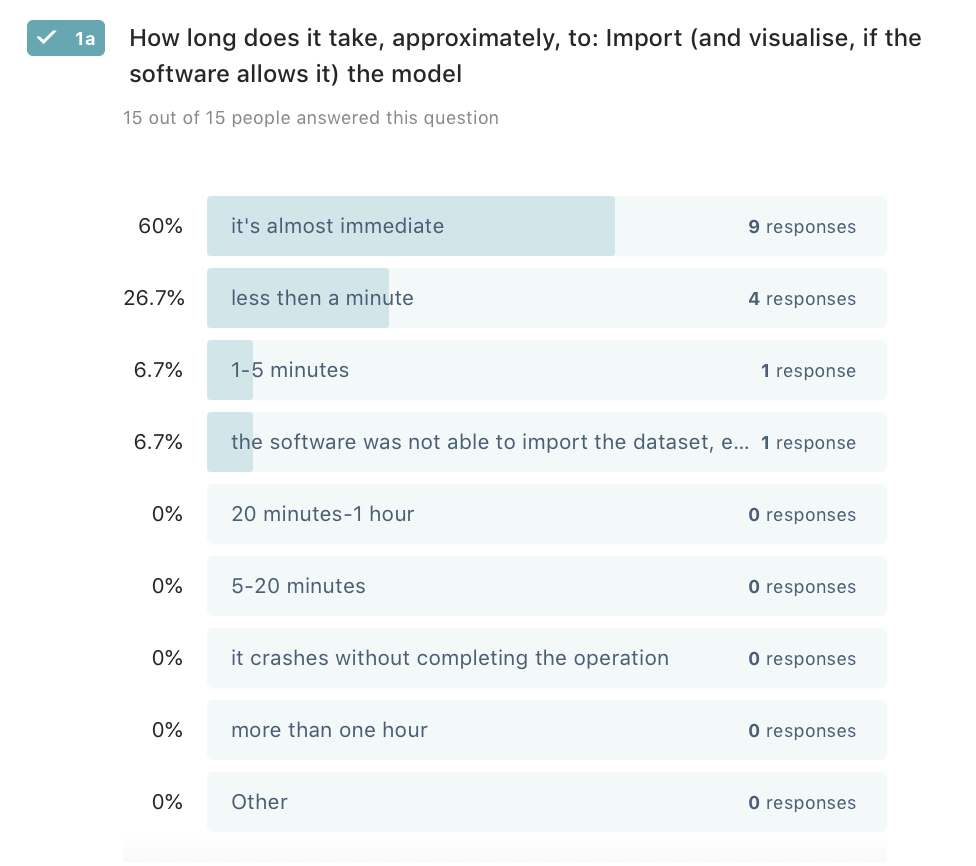 1a
How long does it take, approximately, to: Import (and visualise, if the
software allows it) the model
15 out of 15 people answered this question
60% it's almost immediate 9 responses
26.7% less then a minute 4 responses
6.7% 1-5 minutes 1 response
6.7% the software was not able to import the dataset, e... 1 response
0% 20 minutes-1 hour 0 responses
0% 5-20 minutes 0 responses
0% it crashes without completing the operation 0 responses
0% more than one hour 0 responses
0% Other 0 responses